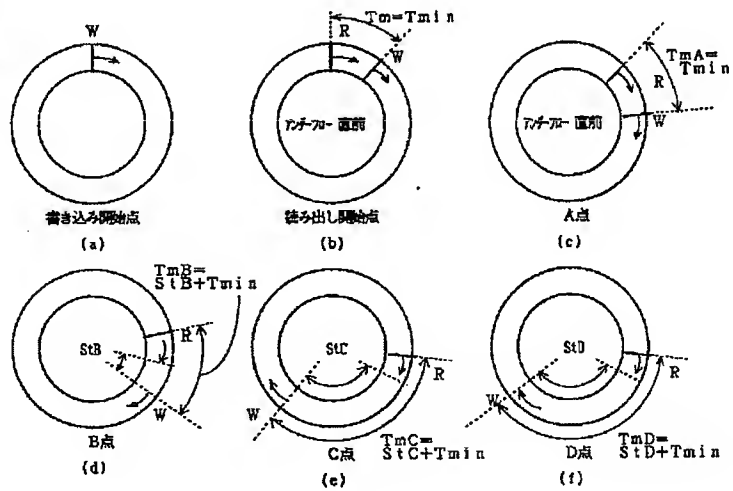 W
書き込み開始点
(a)
Tm=Tmin
R
W
アンダーフロー 直前
読み出し開始点
(b)
TmA=
Tmin
R
アンダーフロー 直前
W
A点
(c)
TmB=
StB+Tmin
StB
R
W
B点
(d)
StC
R
W
TmC=
StC+Tmin
C点
(e)
StD
R
W
TmD=
StD+Tmin
D点
(f)